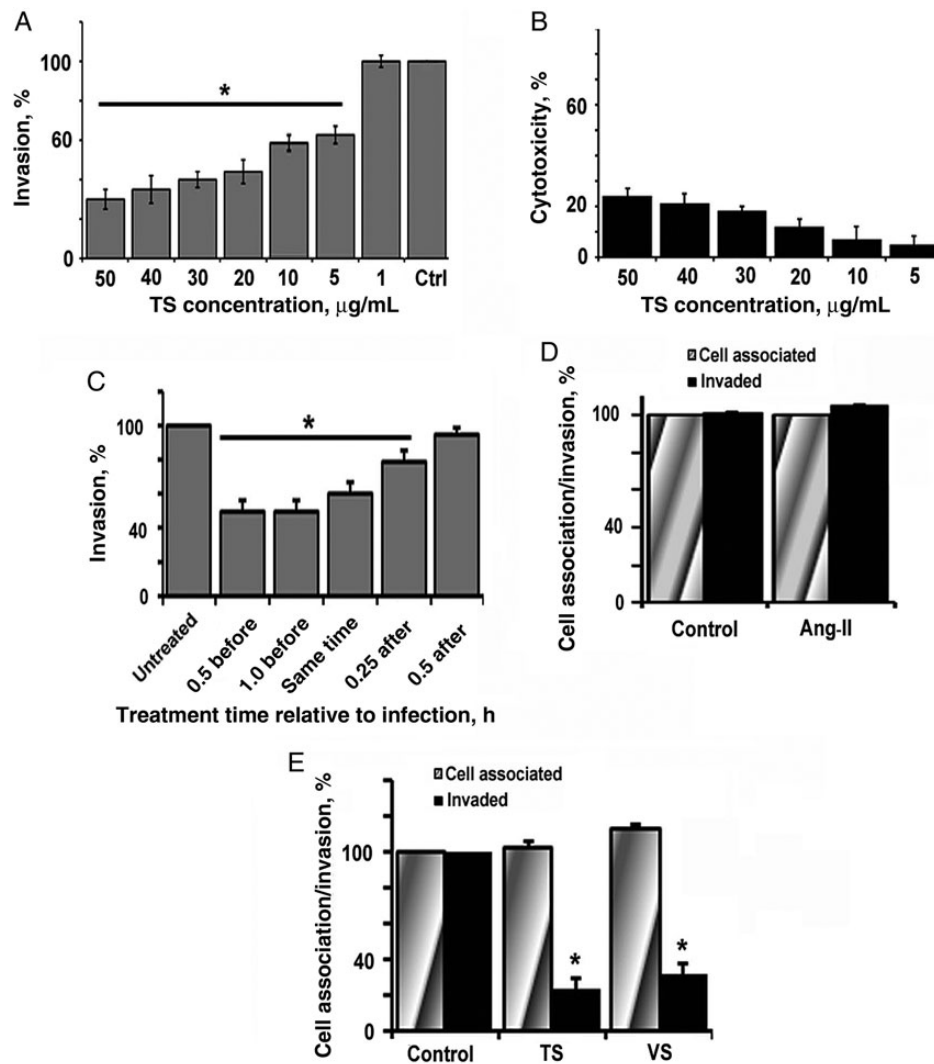 A
Invasion, %
100
60
0
*
50 40 30 20 10 5 1 Ctrl
TS concentration, μg/mL
B
Cytotoxicity, %
60
20
0
50 40 30 20 10 5
TS concentration, μg/mL
C
Invasion, %
100
40
0
*
Untreated
0.5 before
1.0 before
Same time
0.25 after
0.5 after
Treatment time relative to infection, h
D
Cell associated
Invaded
Cell association/invasion, %
100
40
0
Control Ang-II
E
Cell associated
Invaded
Cell association/invasion, %
100
40
0
* *
Control TS VS